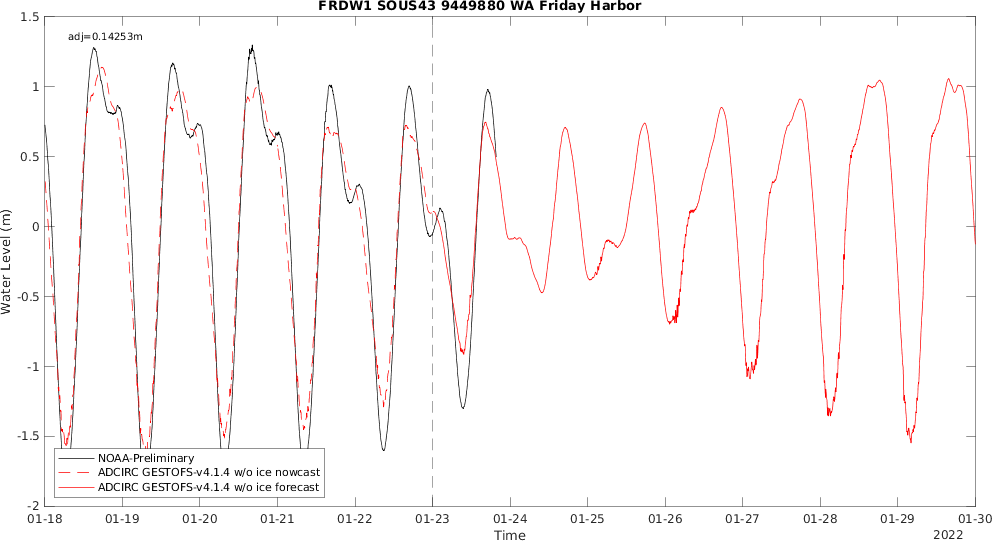 FRDW1 SOUS43 9449880 WA Friday Harbor
adj=0.14253m
1.5
1
0.5
0
-0.5
-1
-1.5
-2
Water Level (m)
NOAA-Preliminary
ADCIRC GESTOFS-v4.1.4 w/o ice nowcast
ADCIRC GESTOFS-v4.1.4 w/o ice forecast
01-18 01-19 01-20 01-21 01-22 01-23 01-24 01-25 01-26 01-27 01-28 01-29 01-30
Time
2022